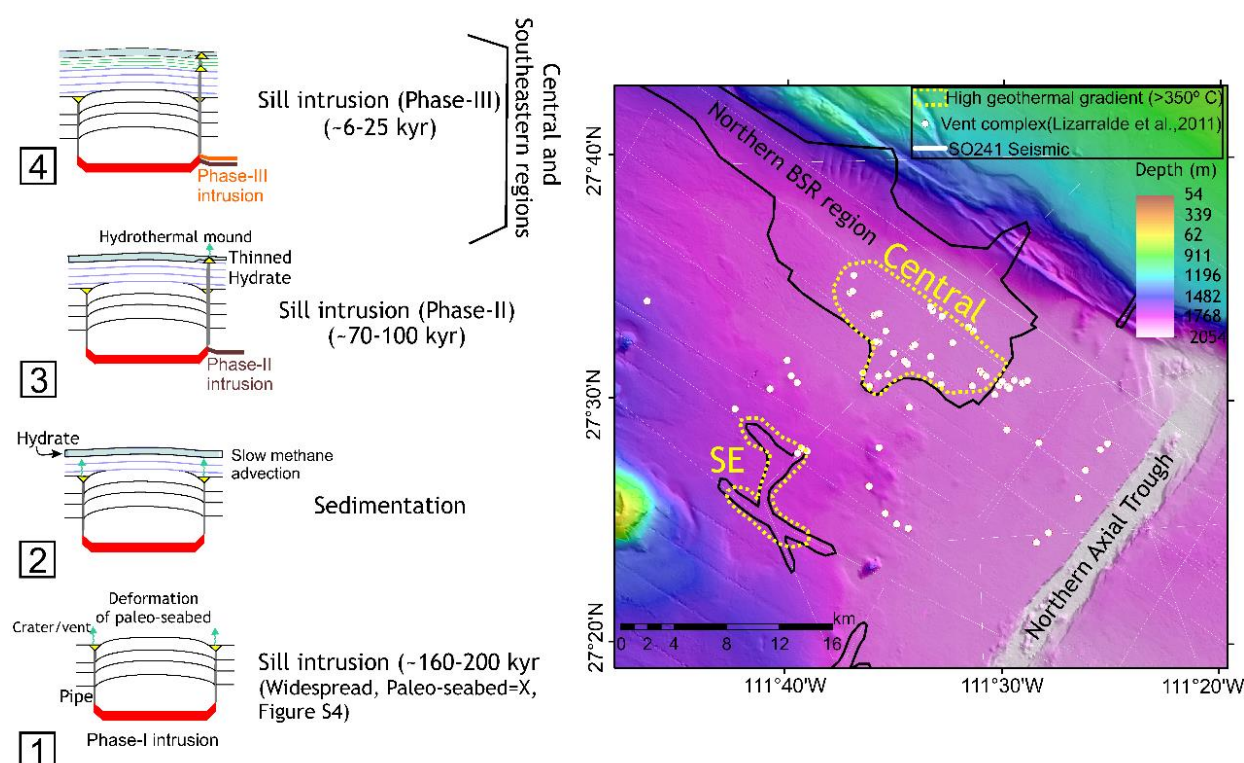 Sill intrusion (Phase-III)
(~6-25 kyr)
4
Phase-III
intrusion
Central and
Southeastern regions
Hydrothermal mound
Thinned
Hydrate
Sill intrusion (Phase-II)
(~70-100 kyr)
3
Phase-II
intrusion
Hydrate
Slow methane
advection
Sedimentation
2
Deformation
of paleo-seabed
Crater/vent
Sill intrusion (~160-200 kyr
(Widespread, Paleo-seabed=X,
Figure S4)
Pipe
1
Phase-I intrusion
High geothermal gradient (>350º C)
Vent complex(Lizarralde et al.,2011)
SO241 Seismic
Depth (m)
54
339
62
911
1196
1482
1768
2054
Northern BSR region
Central
SE
Northern Axial Trough
km
0 2 4 8 12 16
27°40'N
27°30'N
27°20'N
111°40'W
111°30'W
111°20'W